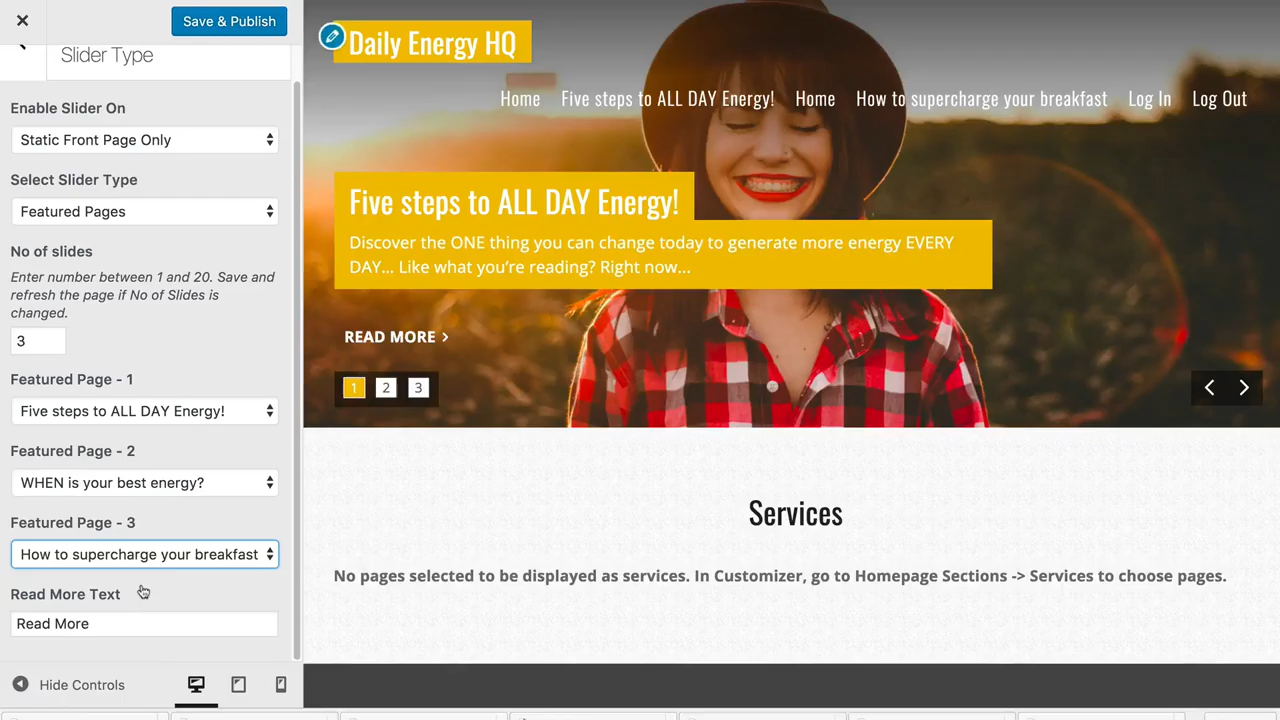 Save & Publish
Slider Type
Enable Slider On
Static Front Page Only
Select Slider Type
Featured Pages
No of slides
Enter number between 1 and 20. Save and
refresh the page if No of Slides is
changed.
3
Featured Page - 1
Five steps to ALL DAY Energy!
Featured Page - 2
WHEN is your best energy?
Featured Page - 3
How to supercharge your breakfast
Read More Text
Read More
Hide Controls
Daily Energy HQ
Home Five steps to ALL DAY Energy! Home How to supercharge your breakfast Log In Log Out
Five steps to ALL DAY Energy!
Discover the ONE thing you can change today to generate more energy EVERY
DAY... Like what you're reading? Right now...
READ MORE
1 2 3
Services
No pages selected to be displayed as services. In Customizer, go to Homepage Sections -> Services to choose pages.